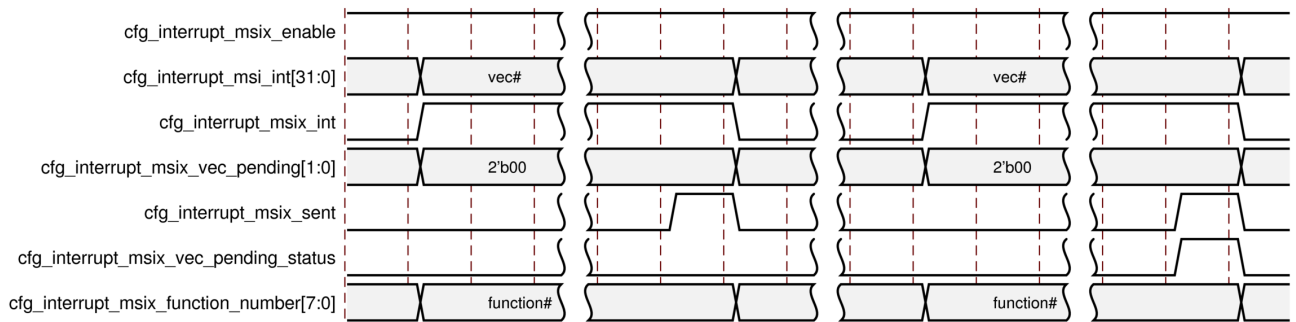 cfg_interrupt_msix_enable
cfg_interrupt_msi_int[31:0] vec# vec#
cfg_interrupt_msix_int
cfg_interrupt_msix_vec_pending[1:0] 2'b00 2'b00
cfg_interrupt_msix_sent
cfg_interrupt_msix_vec_pending_status
cfg_interrupt_msix_function_number[7:0] function# function#